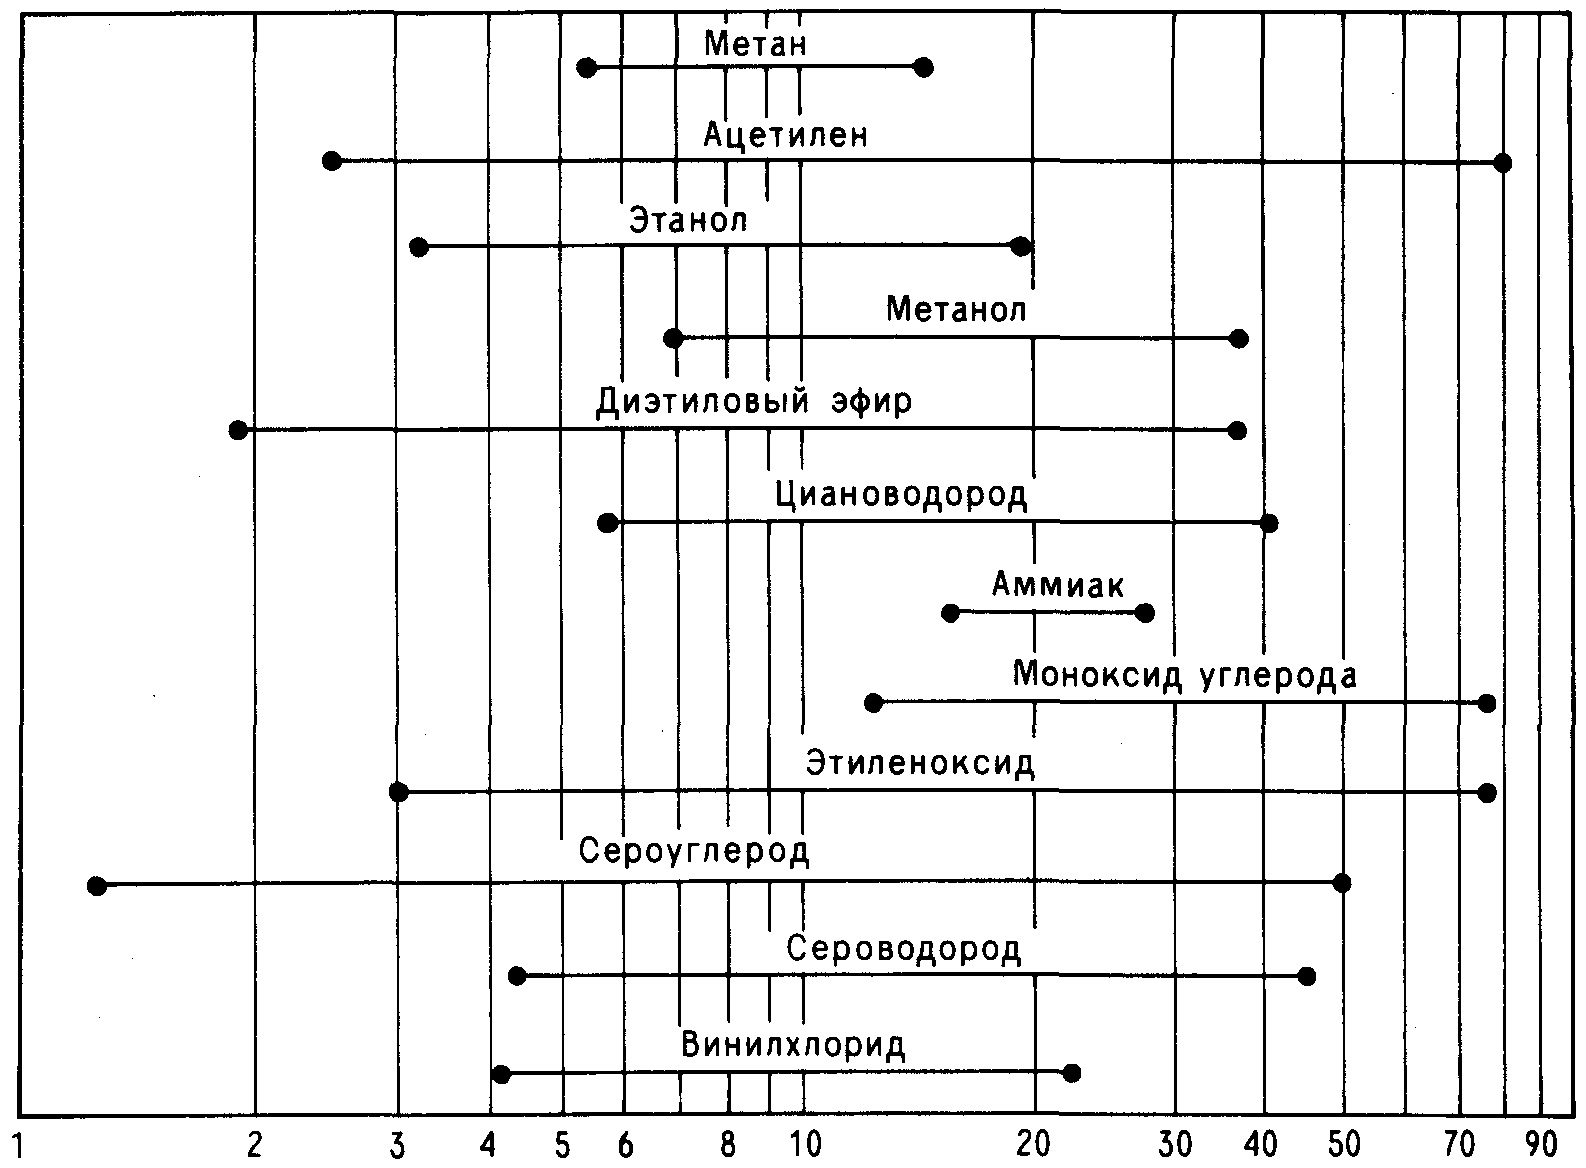 Метан
Ацетилен
Этанол
Метанол
Диэтиловый эфир
Циановодород
Аммиак
Моноксид углерода
Этиленоксид
Сероуглерод
Сероводород
Винилхлорид
1 2 3 4 5 6 8 10 20 30 40 50 70 90